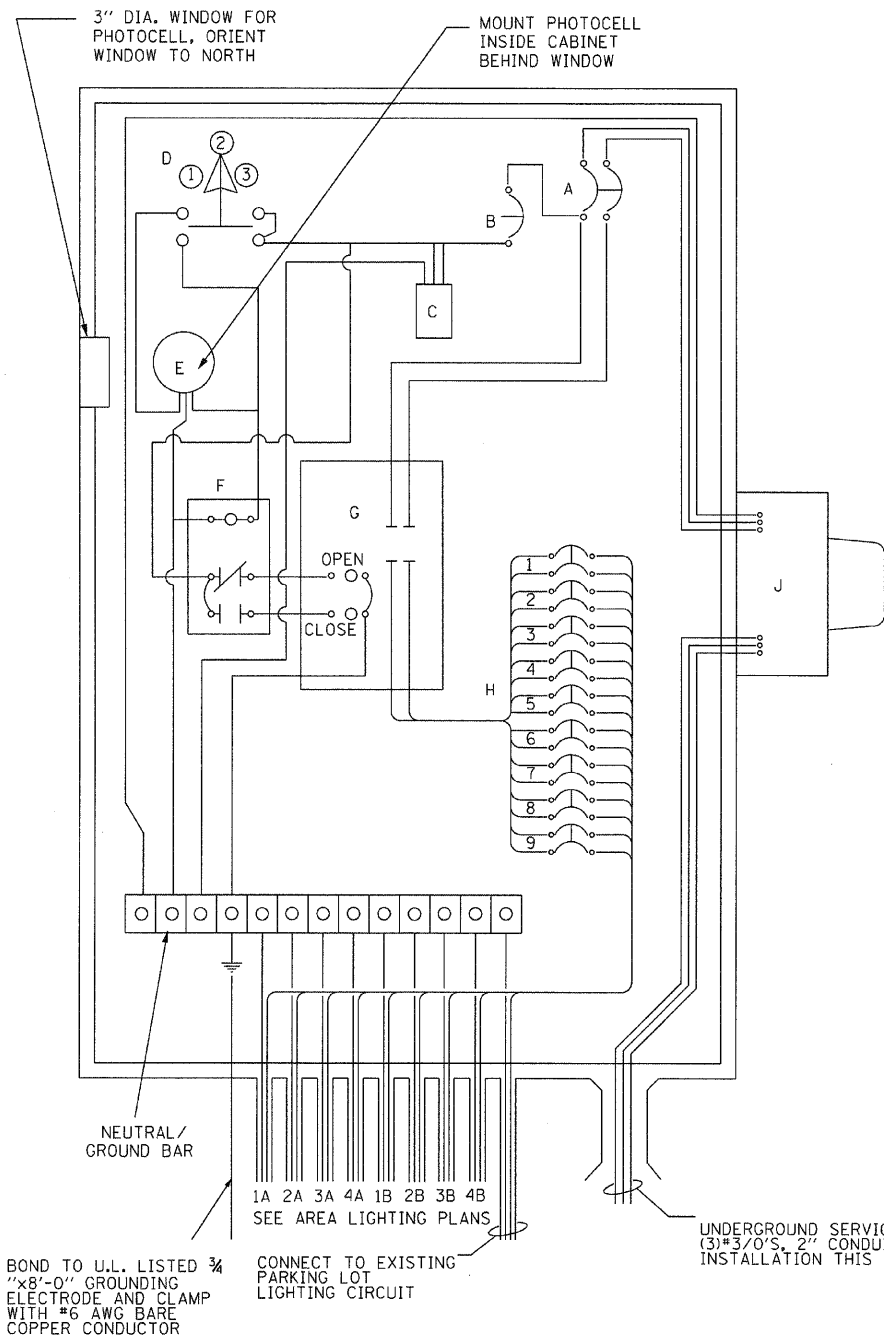 3" DIA. WINDOW FOR
PHOTOCELL, ORIENT
WINDOW TO NORTH
MOUNT PHOTOCELL
INSIDE CABINET
BEHIND WINDOW
D
2
1
3
A
B
C
E
F
G
OPEN
CLOSE
H
1
2
3
4
5
6
7
8
9
J
NEUTRAL/
GROUND BAR
1A 2A 3A 4A 1B 2B 3B 4B
SEE AREA LIGHTING PLANS
BOND TO U.L. LISTED ¾
"x8'-0" GROUNDING
ELECTRODE AND CLAMP
WITH #6 AWG BARE
COPPER CONDUCTOR
CONNECT TO EXISTING
PARKING LOT
LIGHTING CIRCUIT
UNDERGROUND
(3)#3/0'S, 2"
INSTALLATION THIS